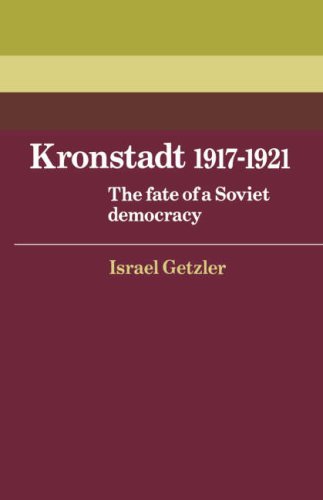 Kronstadt 1917-1921
The fate of a Soviet
democracy
Israel Getzler